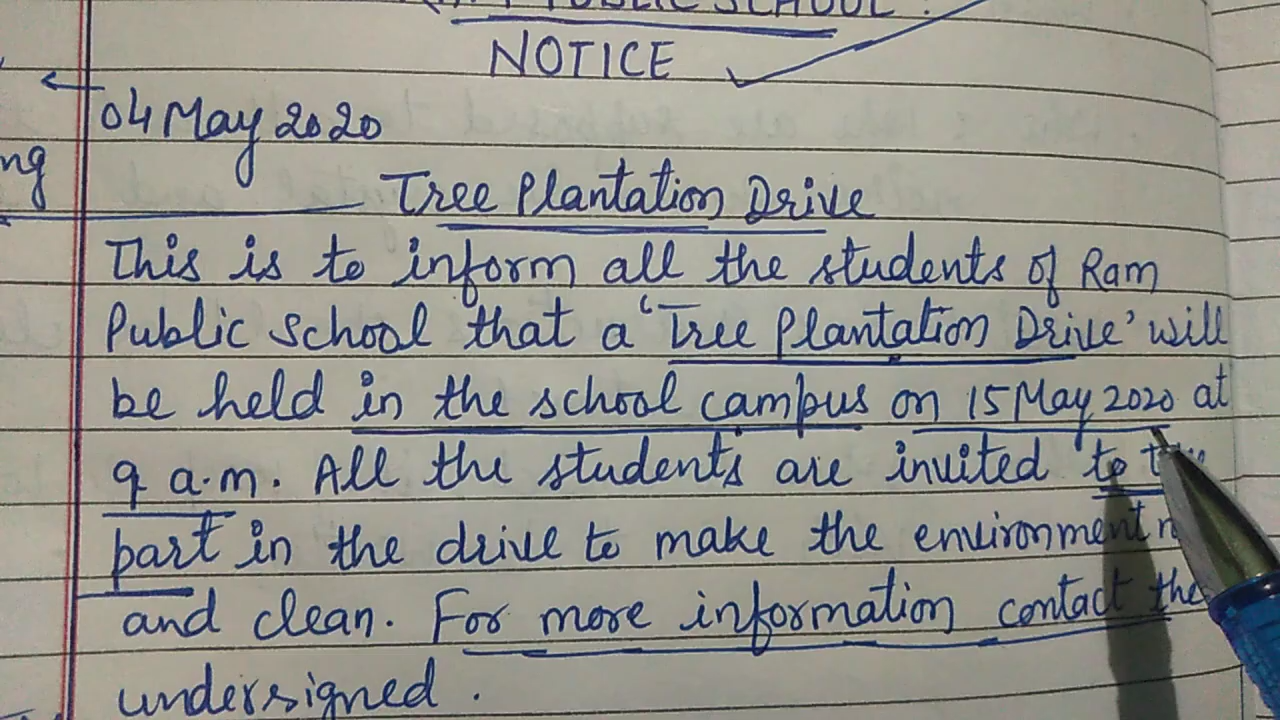 PUBLIC SCHOOL.
NOTICE
04 May 2020
ng
Tree Plantation Drive
This is to inform all the students of Ram
Public School that a 'Tree Plantation Drive' will
be held in the school campus on 15 May 2020 at
9 a.m. All the students are invited to
part in the drive to make the environment
and clean. For more information contact the
undersigned.